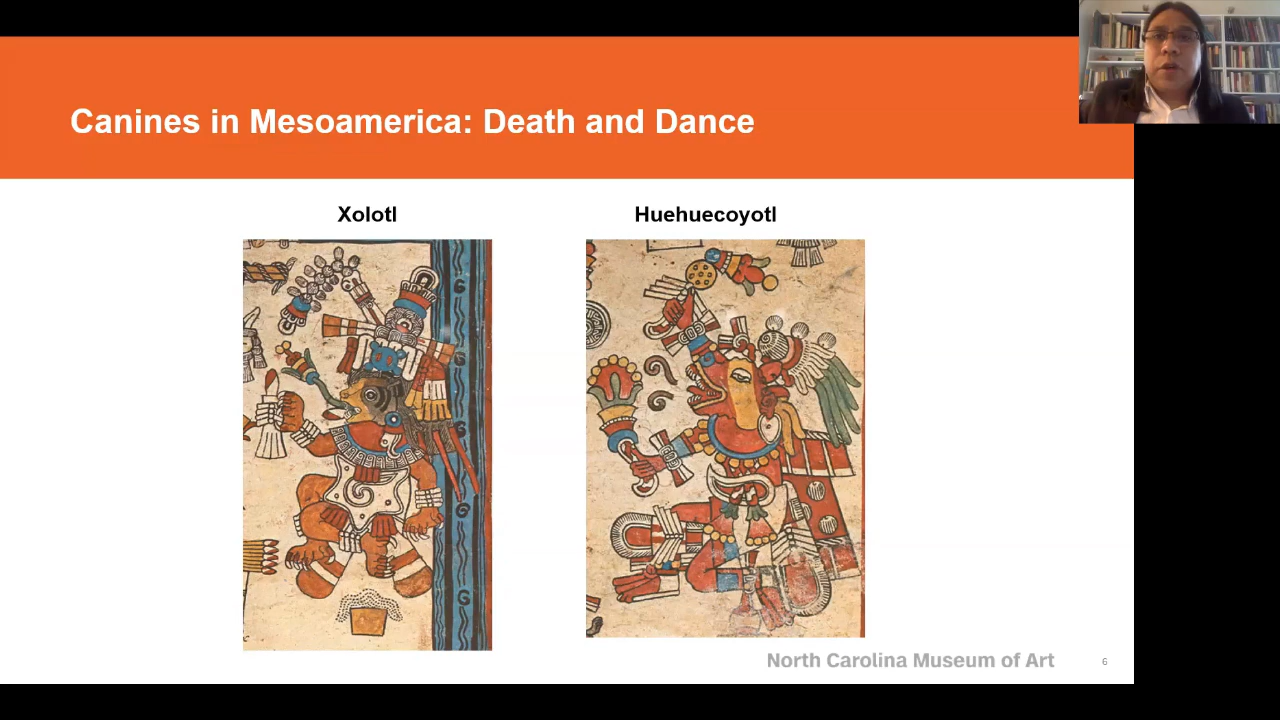 Canines in Mesoamerica: Death and Dance
Xolotl
Huehuecoyotl
North Carolina Museum of Art
6